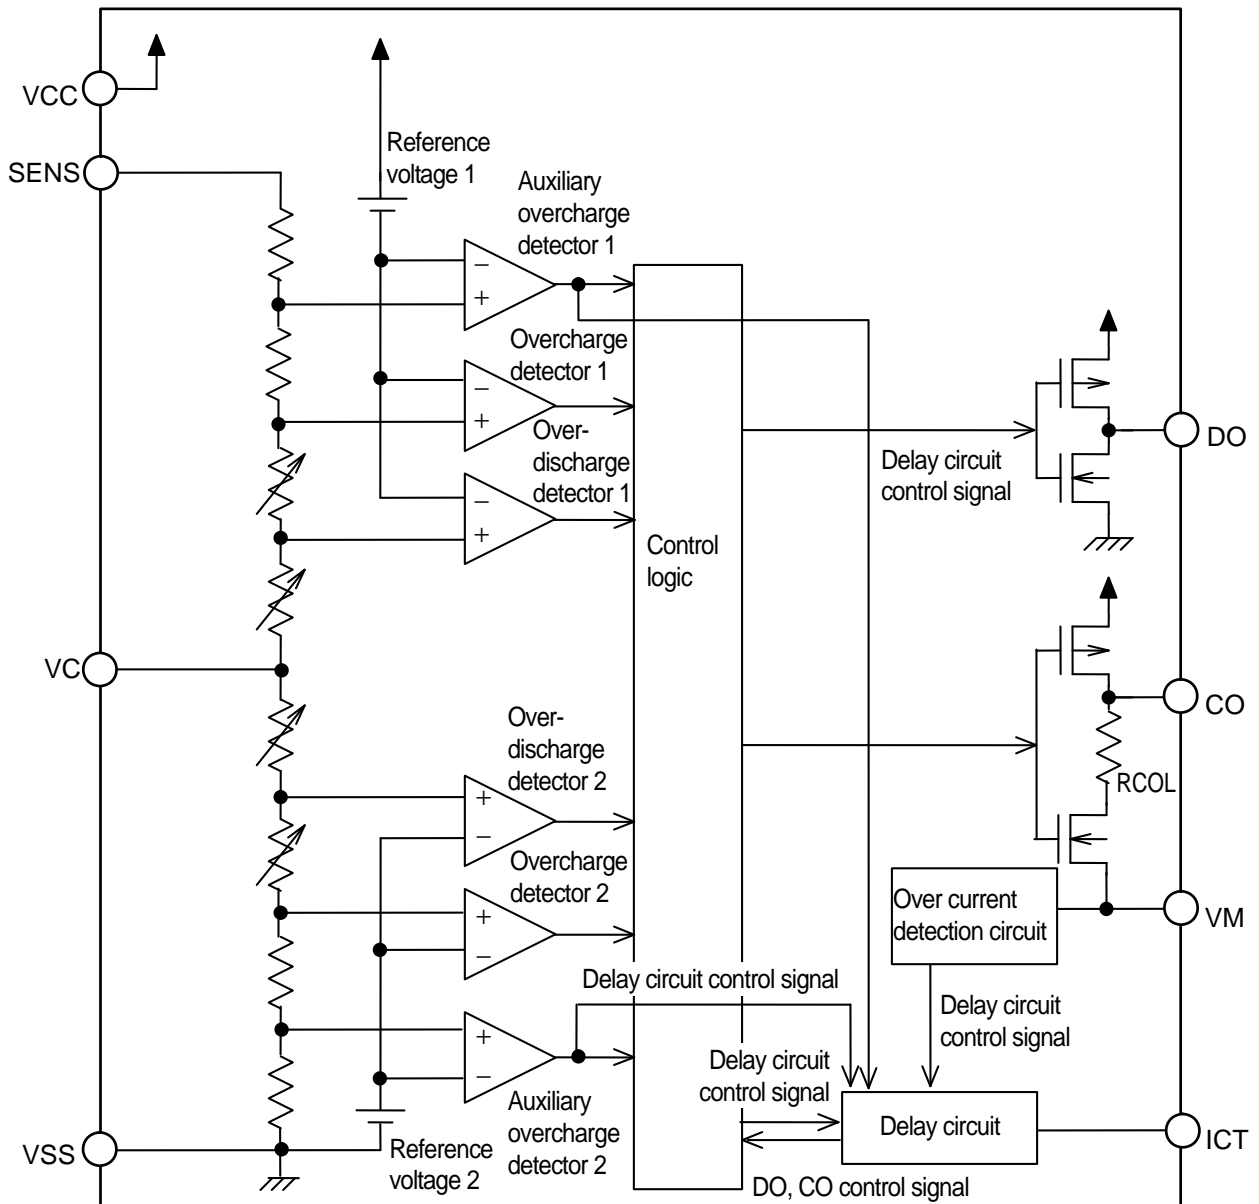 VCC
SENS
Reference
voltage 1
Auxiliary
overcharge
detector 1
−
+
Overcharge
detector 1
−
+
Over-
discharge
detector 1
−
+
Control
logic
Delay circuit
control signal
DO
VC
CO
RCOL
Over-
discharge
detector 2
+
−
Overcharge
detector 2
+
−
Over current
detection circuit
VM
Delay circuit control signal
Delay circuit
control signal
+
−
Delay circuit
control signal
Auxiliary
overcharge
detector 2
Delay circuit
ICT
VSS
Reference
voltage 2
DO, CO control signal